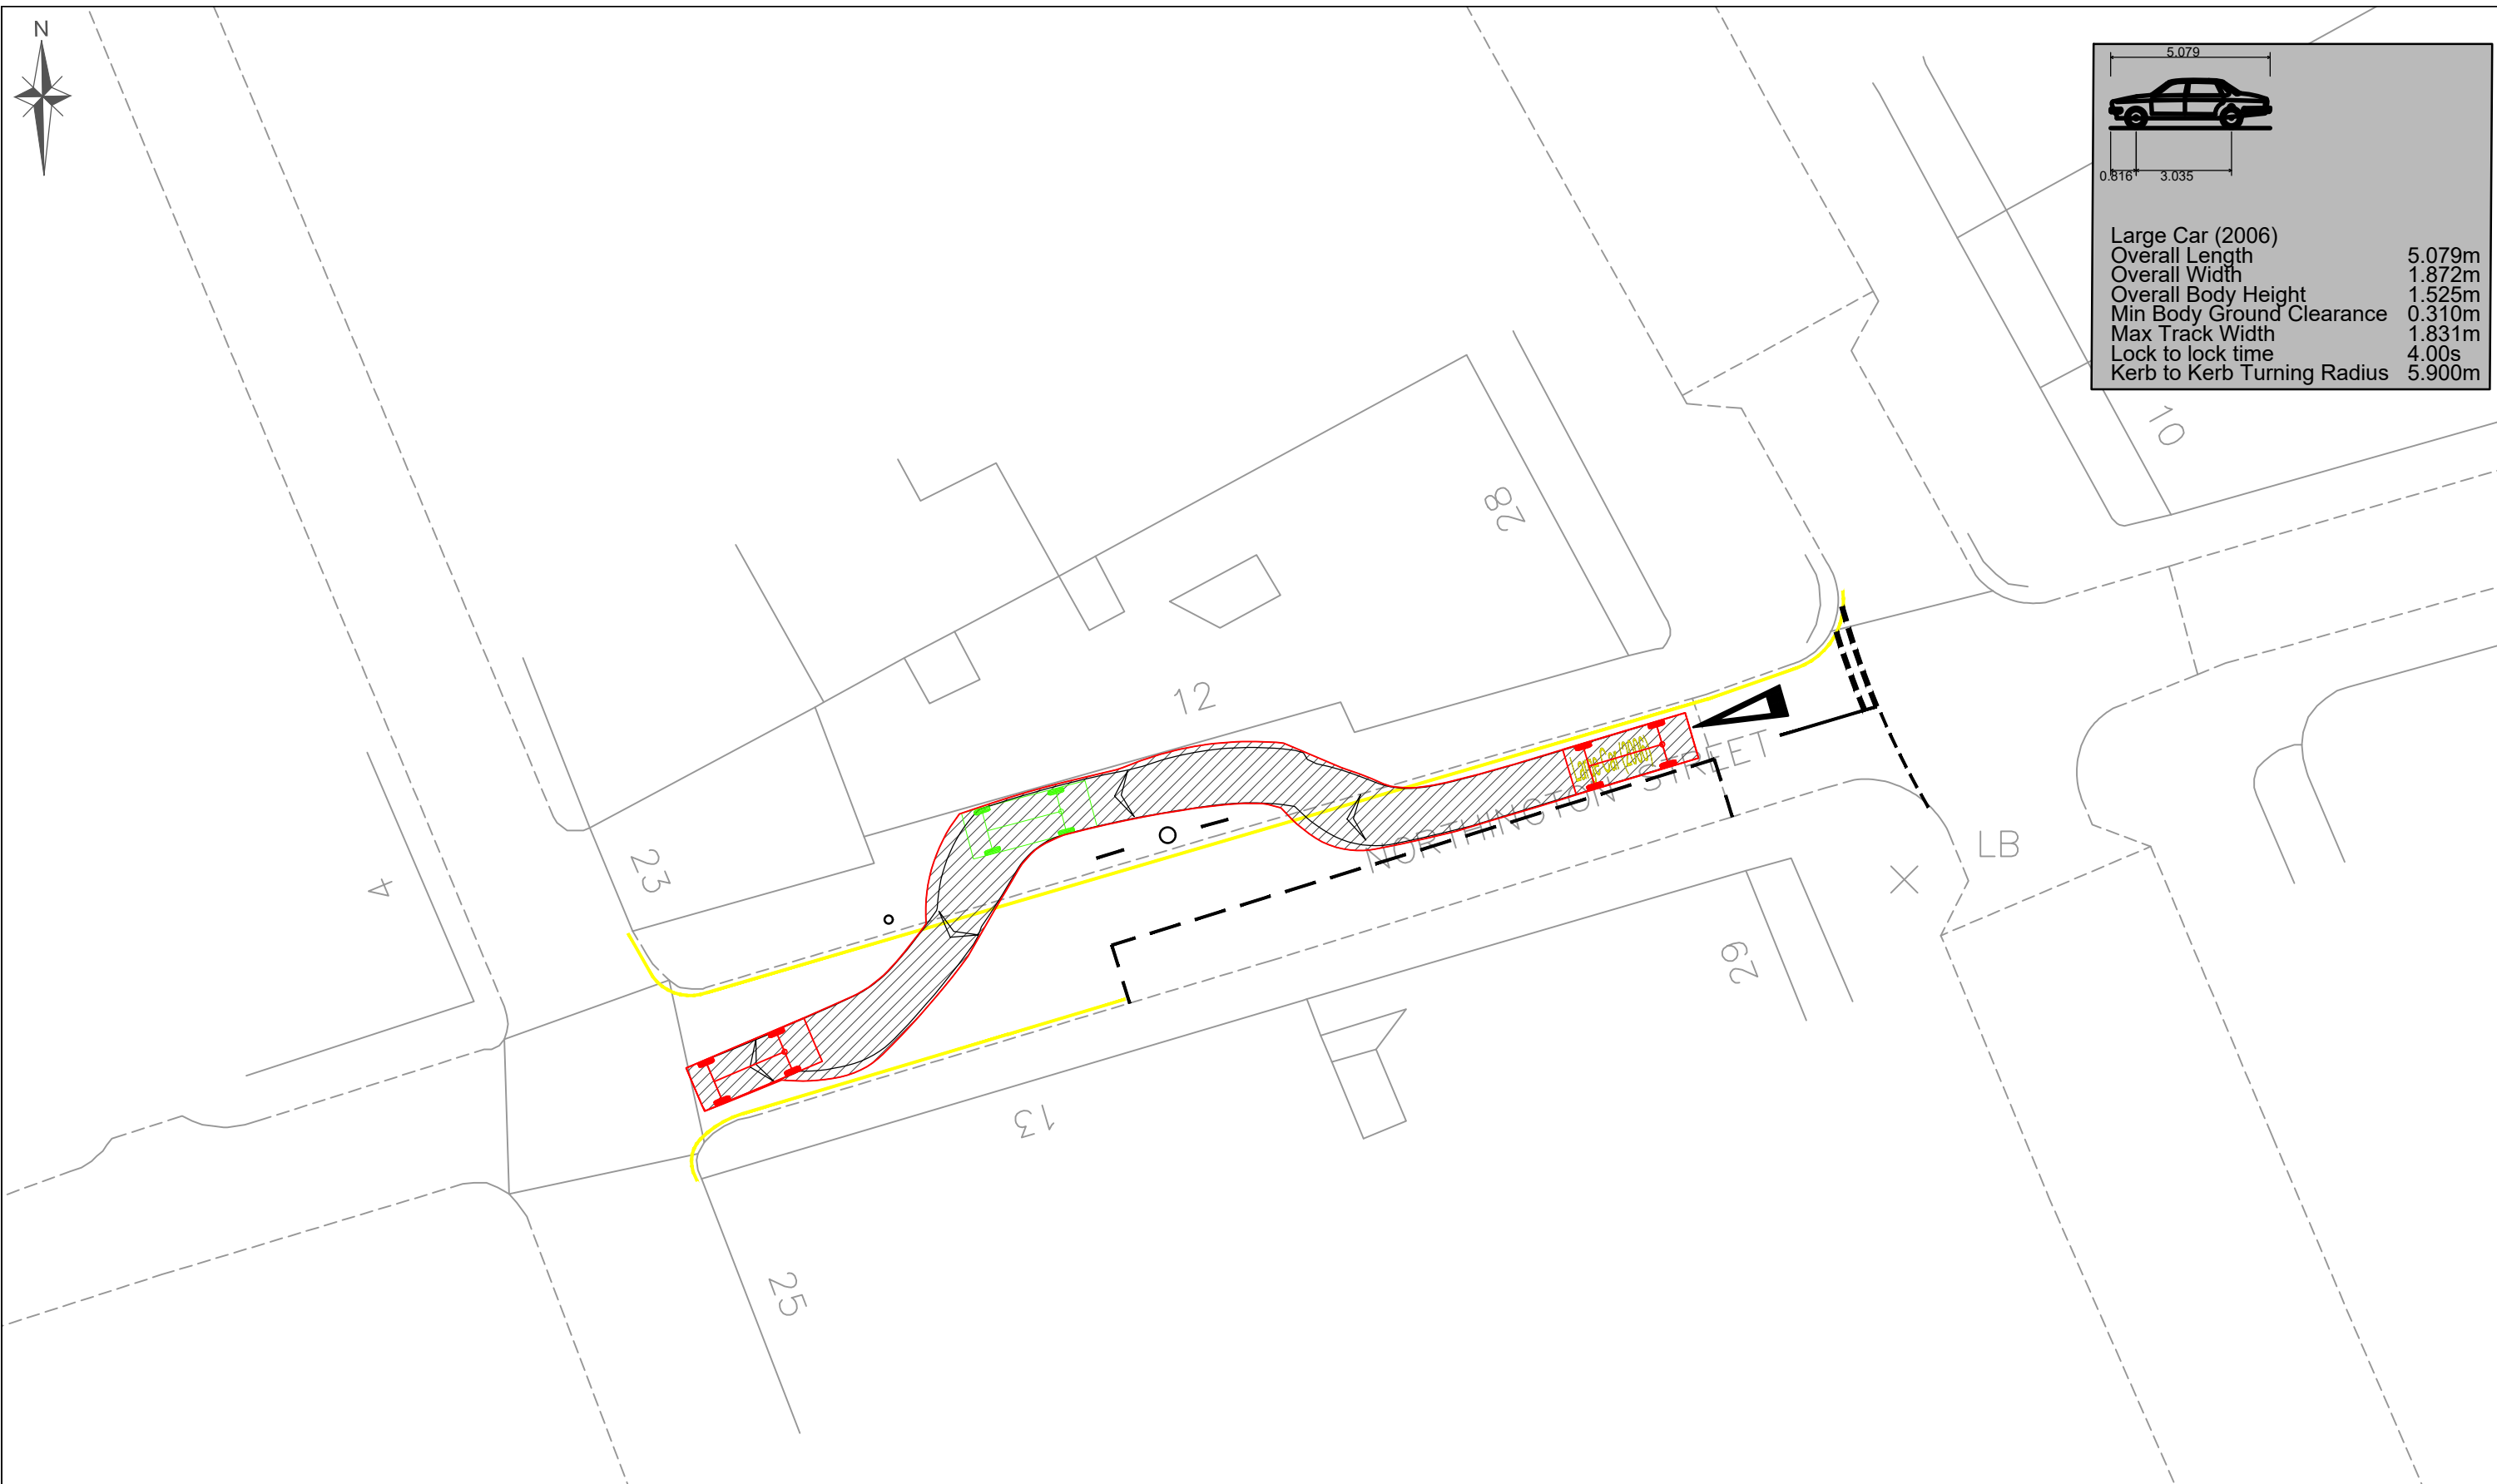 N
5.079
0.816
3.035
Large Car (2006)
Overall Length 5.079m
Overall Width 1.872m
Overall Body Height 1.525m
Min Body Ground Clearance 0.310m
Max Track Width 1.831m
Lock to lock time 4.00s
Kerb to Kerb Turning Radius 5.900m
10
28
12
Large Car (2006)
NORTHINGTON STREET
23
4
LB
29
13
25